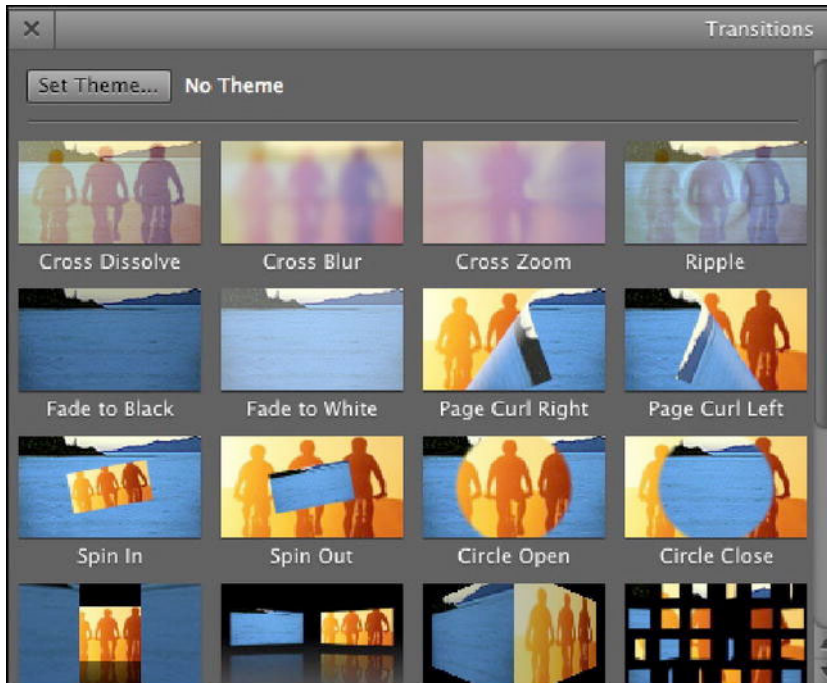 Transitions
Set Theme... No Theme
Cross Dissolve Cross Blur Cross Zoom Ripple
Fade to Black Fade to White Page Curl Right Page Curl Left
Spin In Spin Out Circle Open Circle Close